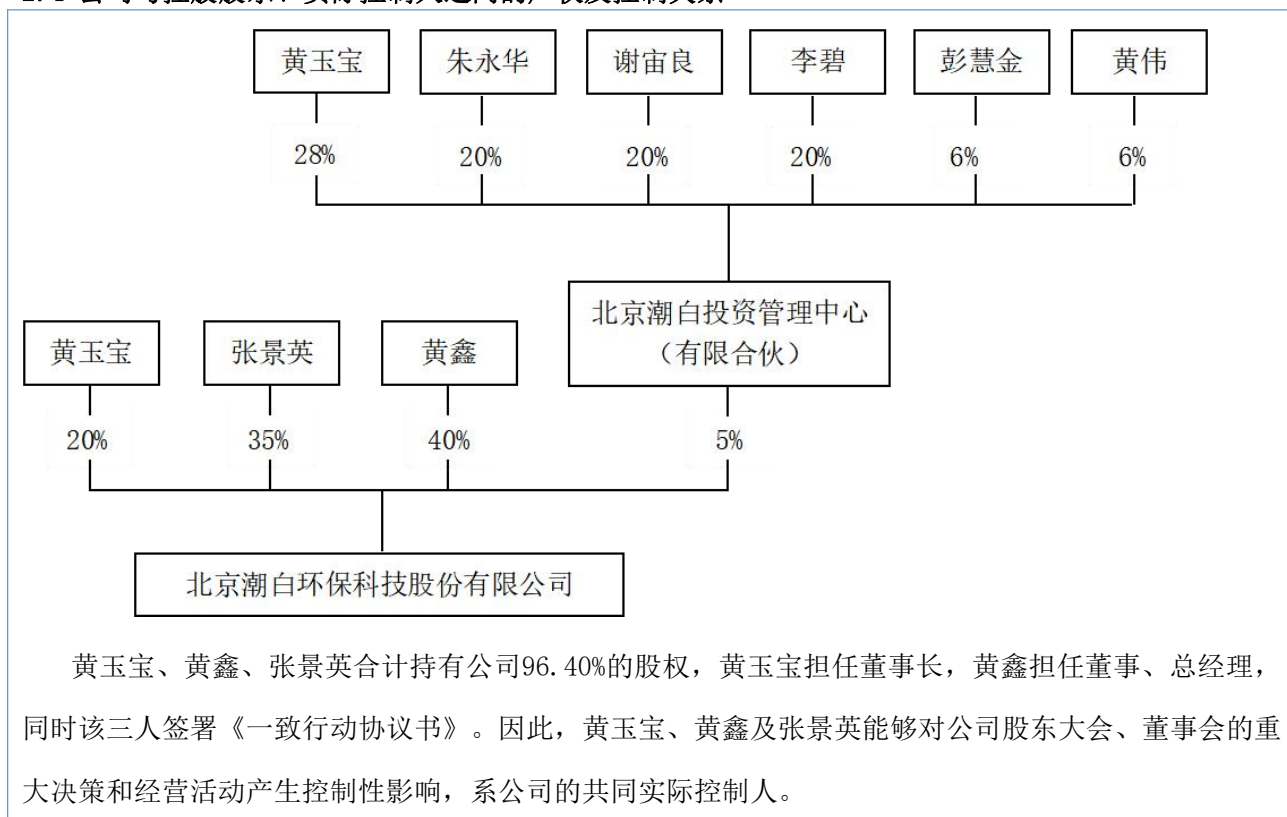 黄玉宝 朱永华 谢宙良 李碧 彭慧金 黄伟
28% 20% 20% 20% 6% 6%
北京潮白投资管理中心
（有限合伙）
黄玉宝 张景英 黄鑫
20% 35% 40% 5%
北京潮白环保科技股份有限公司
黄玉宝、黄鑫、张景英合计持有公司96.40%的股权，黄玉宝担任董事长，黄鑫担任董事、总经理，
同时该三人签署《一致行动协议书》。因此，黄玉宝、黄鑫及张景英能够对公司股东大会、董事会的重
大决策和经营活动产生控制性影响，系公司的共同实际控制人。